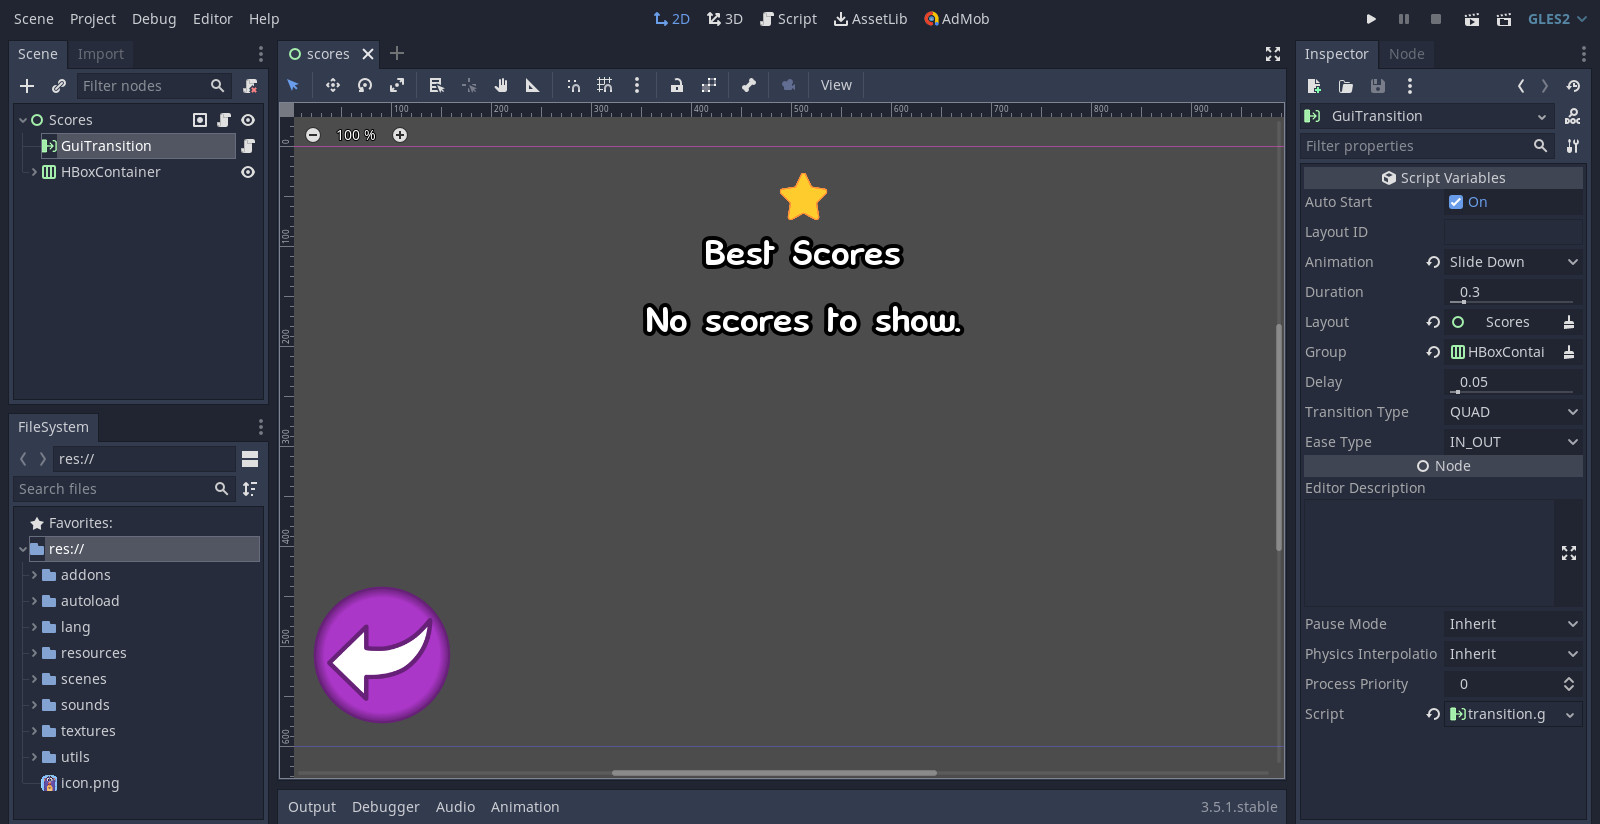 Scene Project Debug Editor Help 2D 3D Script AssetLib AdMob GLES2
Scene Import
Filter nodes
Scores
GuiTransition
HBoxContainer
FileSystem
res://
Search files
Favorites:
res://
addons
autoload
lang
resources
scenes
sounds
textures
utils
icon.png
scores
View
100 200 300 400 500 600 700 800 900
0
100
200
300
400
500
600
100 %
Best Scores
No scores to show.
Output Debugger Audio Animation 3.5.1.stable
Inspector Node
GuiTransition
DOC
Filter properties
Script Variables
Auto Start On
Layout ID
Animation Slide Down
Duration 0.3
Layout Scores
Group HBoxContai
Delay 0.05
Transition Type QUAD
Ease Type IN_OUT
Node
Editor Description
Pause Mode Inherit
Physics Interpolatio Inherit
Process Priority 0
Script transition.g